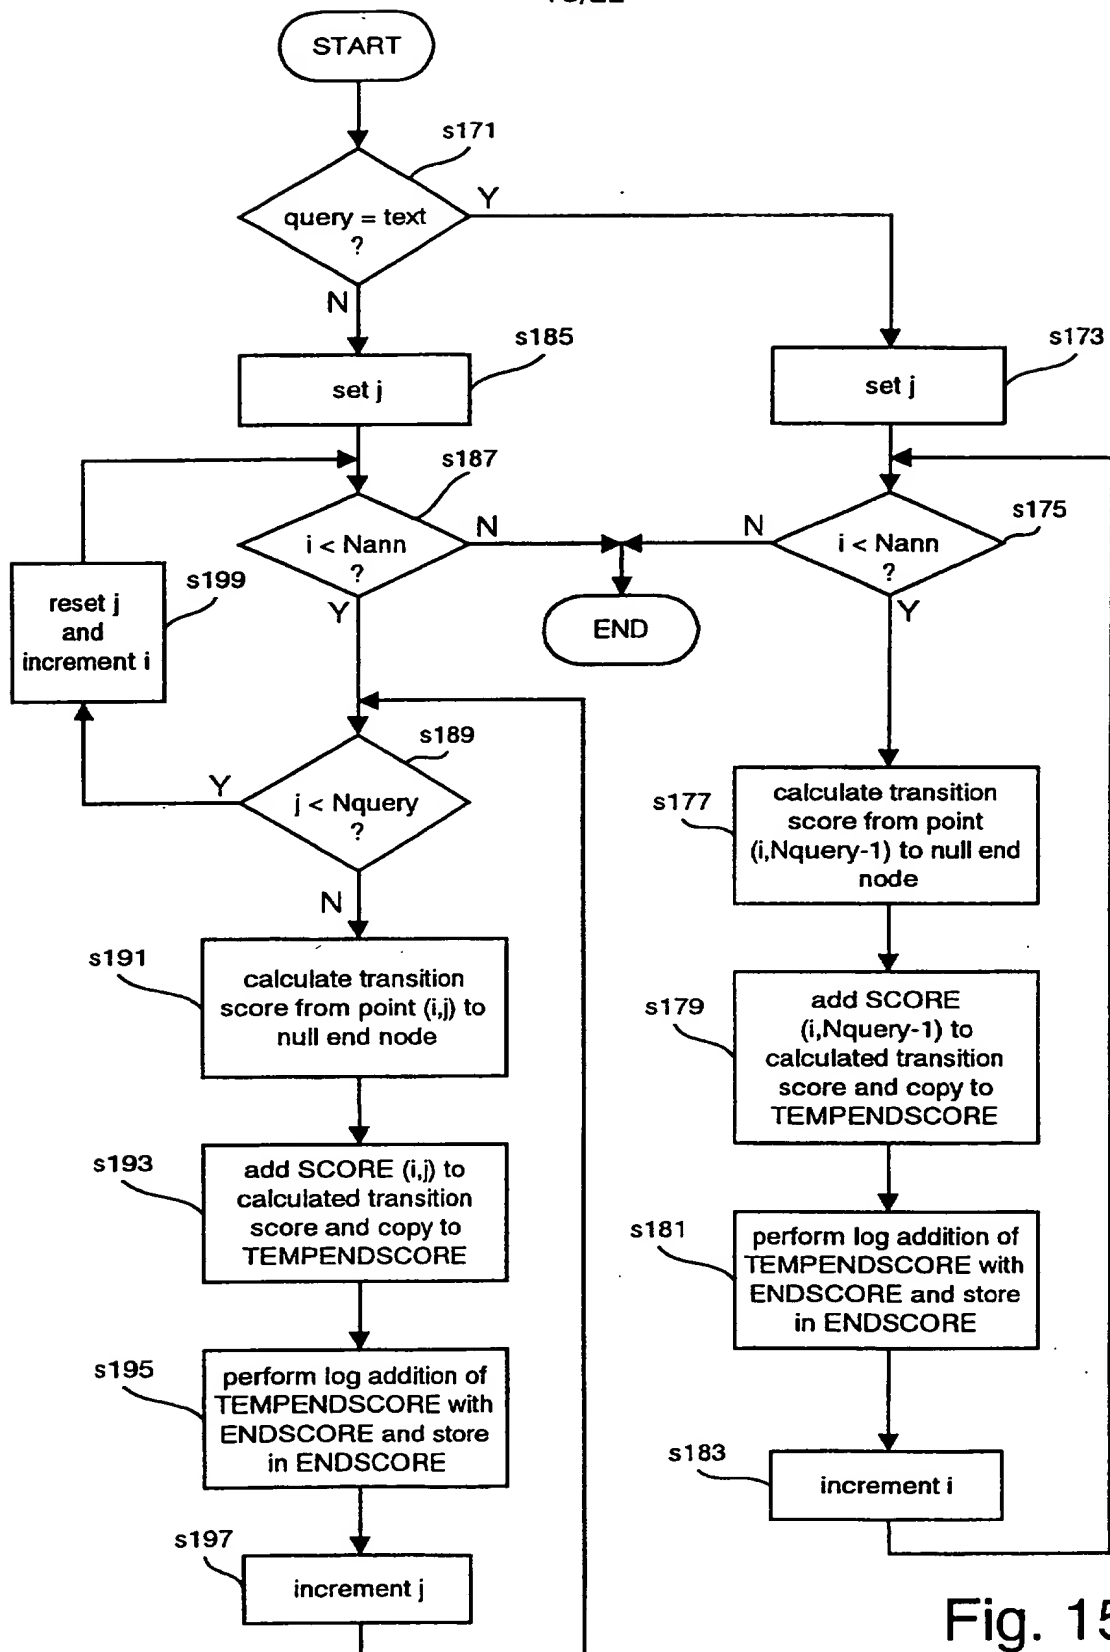 START
s171
query = text
?
Y
N
s185
set j
s173
set j
s187
i < Nann
?
N
Y
s175
i < Nann
?
N
Y
END
s199
reset j
and
increment i
s189
j < Nquery
?
Y
N
s177
calculate transition
score from point
(i,Nquery-1) to null end
node
s191
calculate transition
score from point (i,j) to
null end node
s179
add SCORE
(i,Nquery-1) to
calculated transition
score and copy to
TEMPENDSCORE
s193
add SCORE (i,j) to
calculated transition
score and copy to
TEMPENDSCORE
s181
perform log addition of
TEMPENDSCORE with
ENDSCORE and store
in ENDSCORE
s195
perform log addition of
TEMPENDSCORE with
ENDSCORE and store
in ENDSCORE
s183
increment i
s197
increment j
Fig. 15